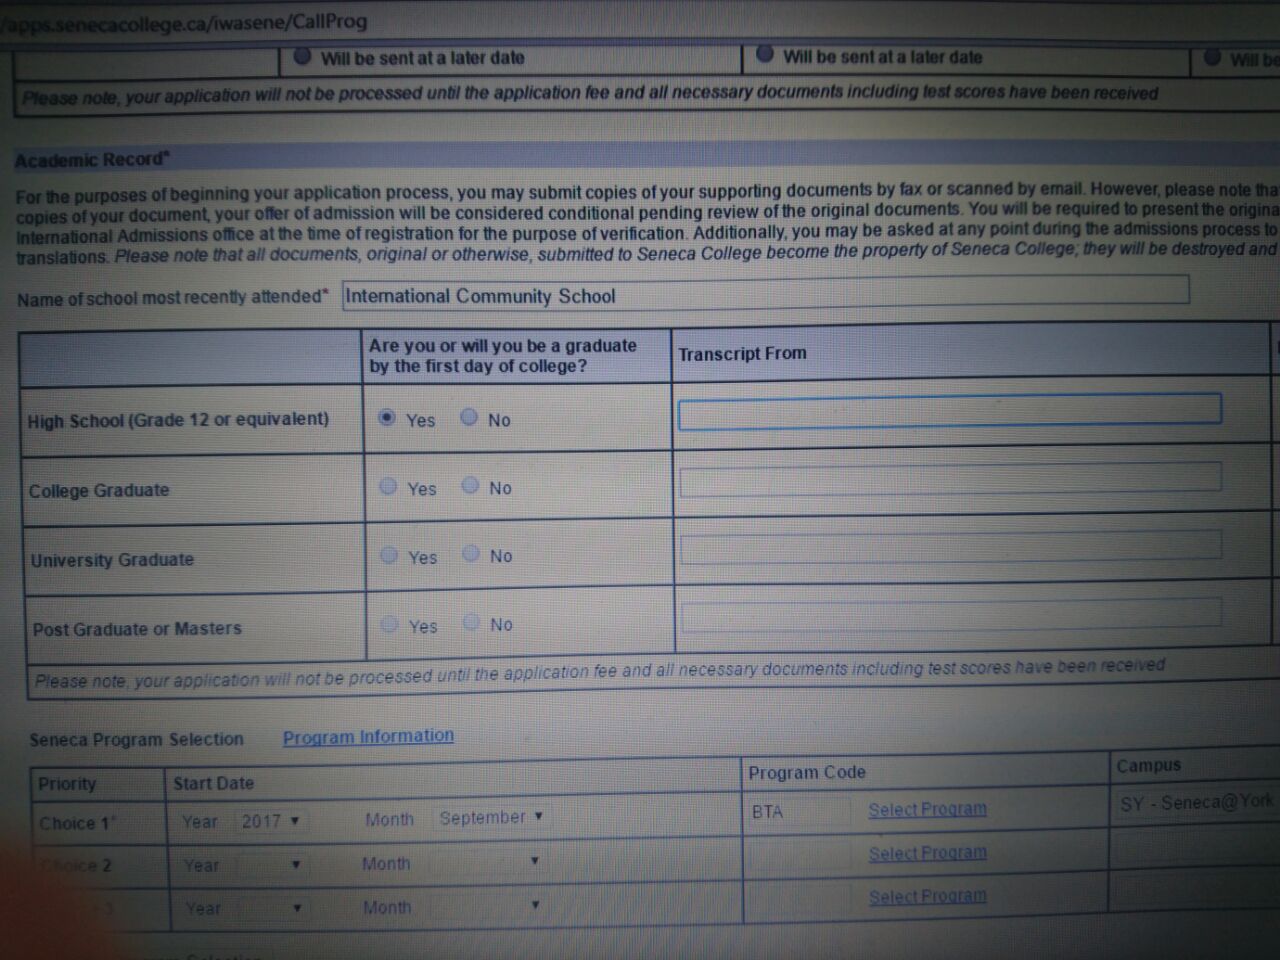 /apps.senecacollege.ca/iwasene/CallProg
Will be sent at a later date Will be sent at a later date Will be
Please note, your application will not be processed until the application fee and all necessary documents including test scores have been received
Academic Record*
For the purposes of beginning your application process, you may submit copies of your supporting documents by fax or scanned by email. However, please note tha
copies of your document, your offer of admission will be considered conditional pending review of the original documents. You will be required to present the origina
International Admissions office at the time of registration for the purpose of verification. Additionally, you may be asked at any point during the admissions process to
translations. Please note that all documents, original or otherwise, submitted to Seneca College become the property of Seneca College; they will be destroyed and
Name of school most recently attended* International Community School
Are you or will you be a graduate
by the first day of college?
Transcript From
High School (Grade 12 or equivalent) Yes No
College Graduate Yes No
University Graduate Yes No
Post Graduate or Masters Yes No
Please note, your application will not be processed until the application fee and all necessary documents including test scores have been received
Seneca Program Selection Program Information
Priority Start Date Program Code Campus
Choice 1* Year 2017 Month September BTA Select Program SY - Seneca@York
Choice 2 Year Month Select Program
3 Year Month Select Program